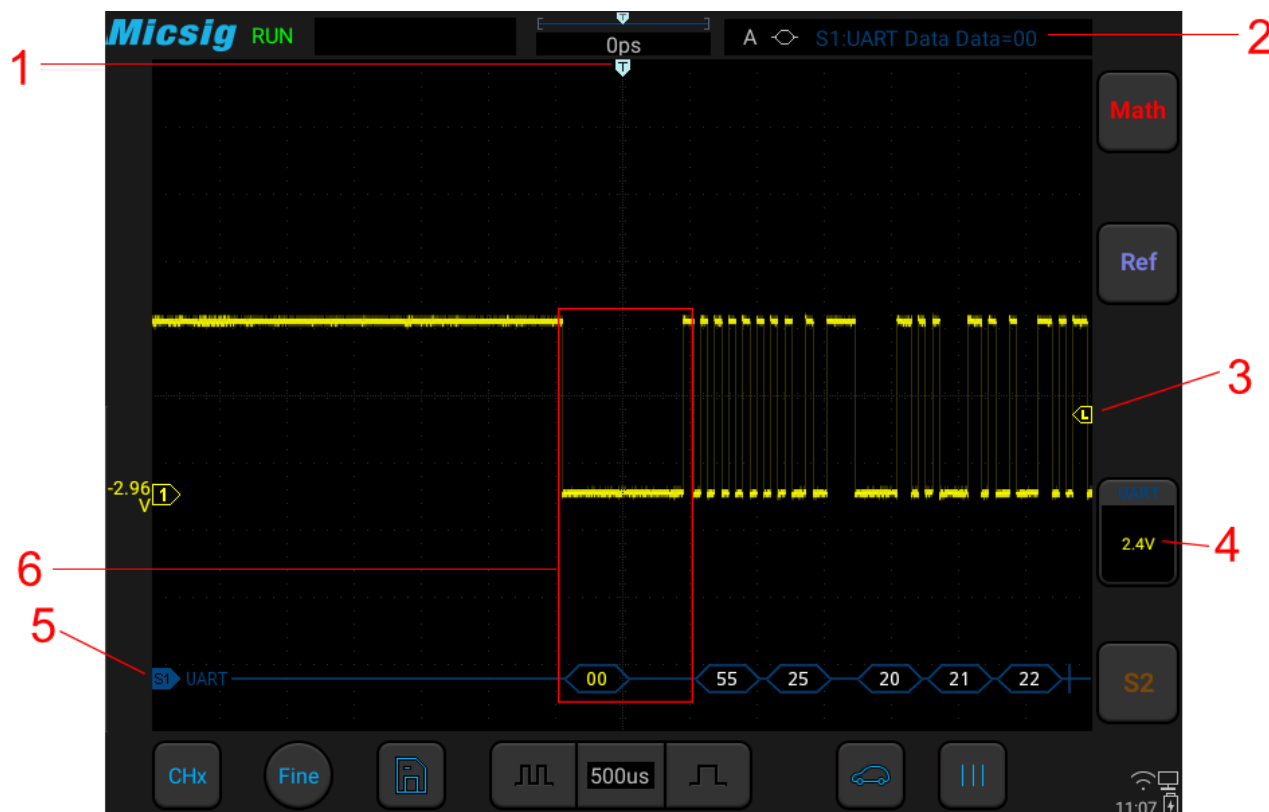 Micsig RUN
T
0ps
A S1:UART Data Data=00
2
1
T
Math
Ref
3
L
-2.96
V
1
UART
2.4V
4
6
5
S1 UART
00 55 25 20 21 22
S2
CHx Fine 500us
11:07